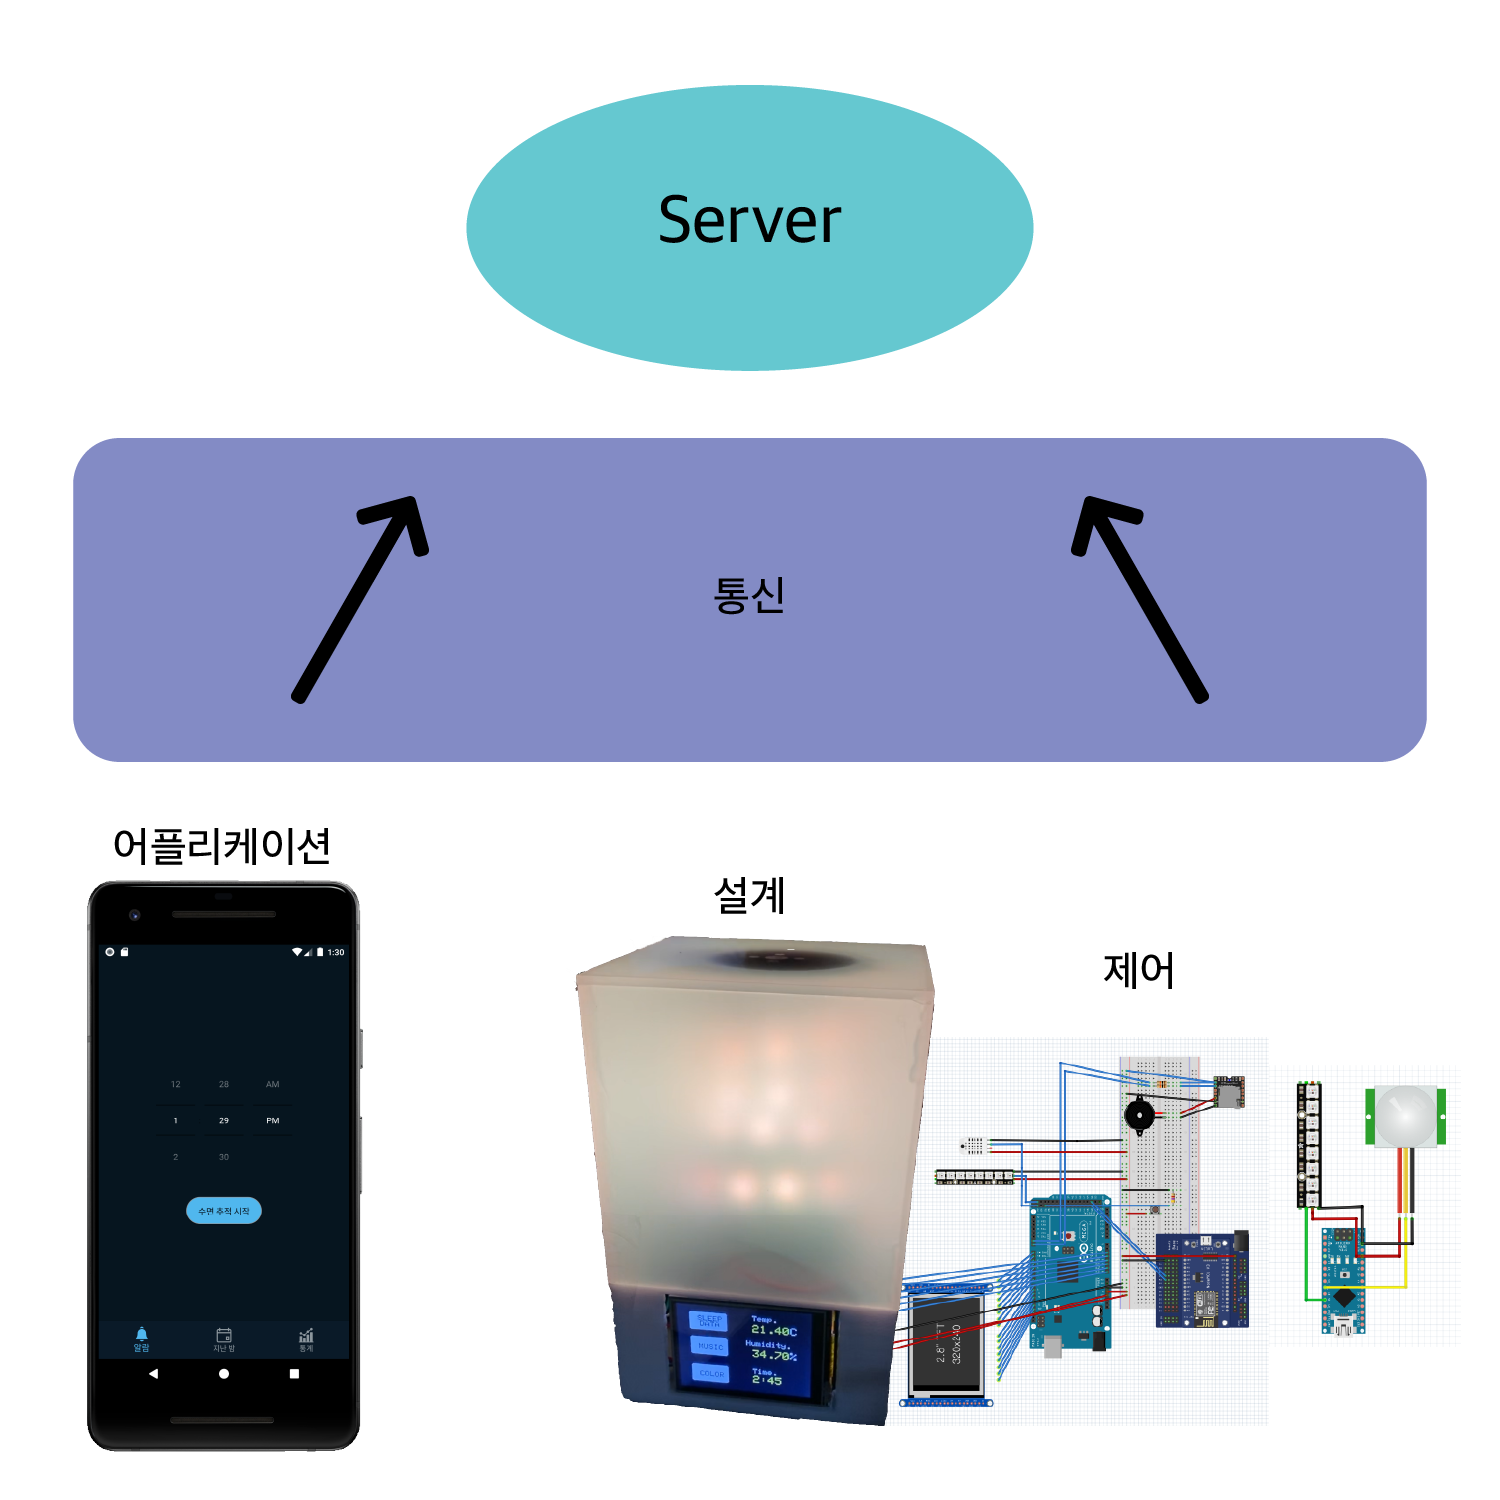 Server
통신
어플리케이션
설계
제어
1:30
12 28 AM
1 29 PM
2 30
수면 추적 시작
알람 지난 밤 통계
SLEEP DATA
MUSIC
COLOR
Temp.
21.40C
Humidity.
34.70%
Time.
2:45
2.8" TFT
320x240
MEGA